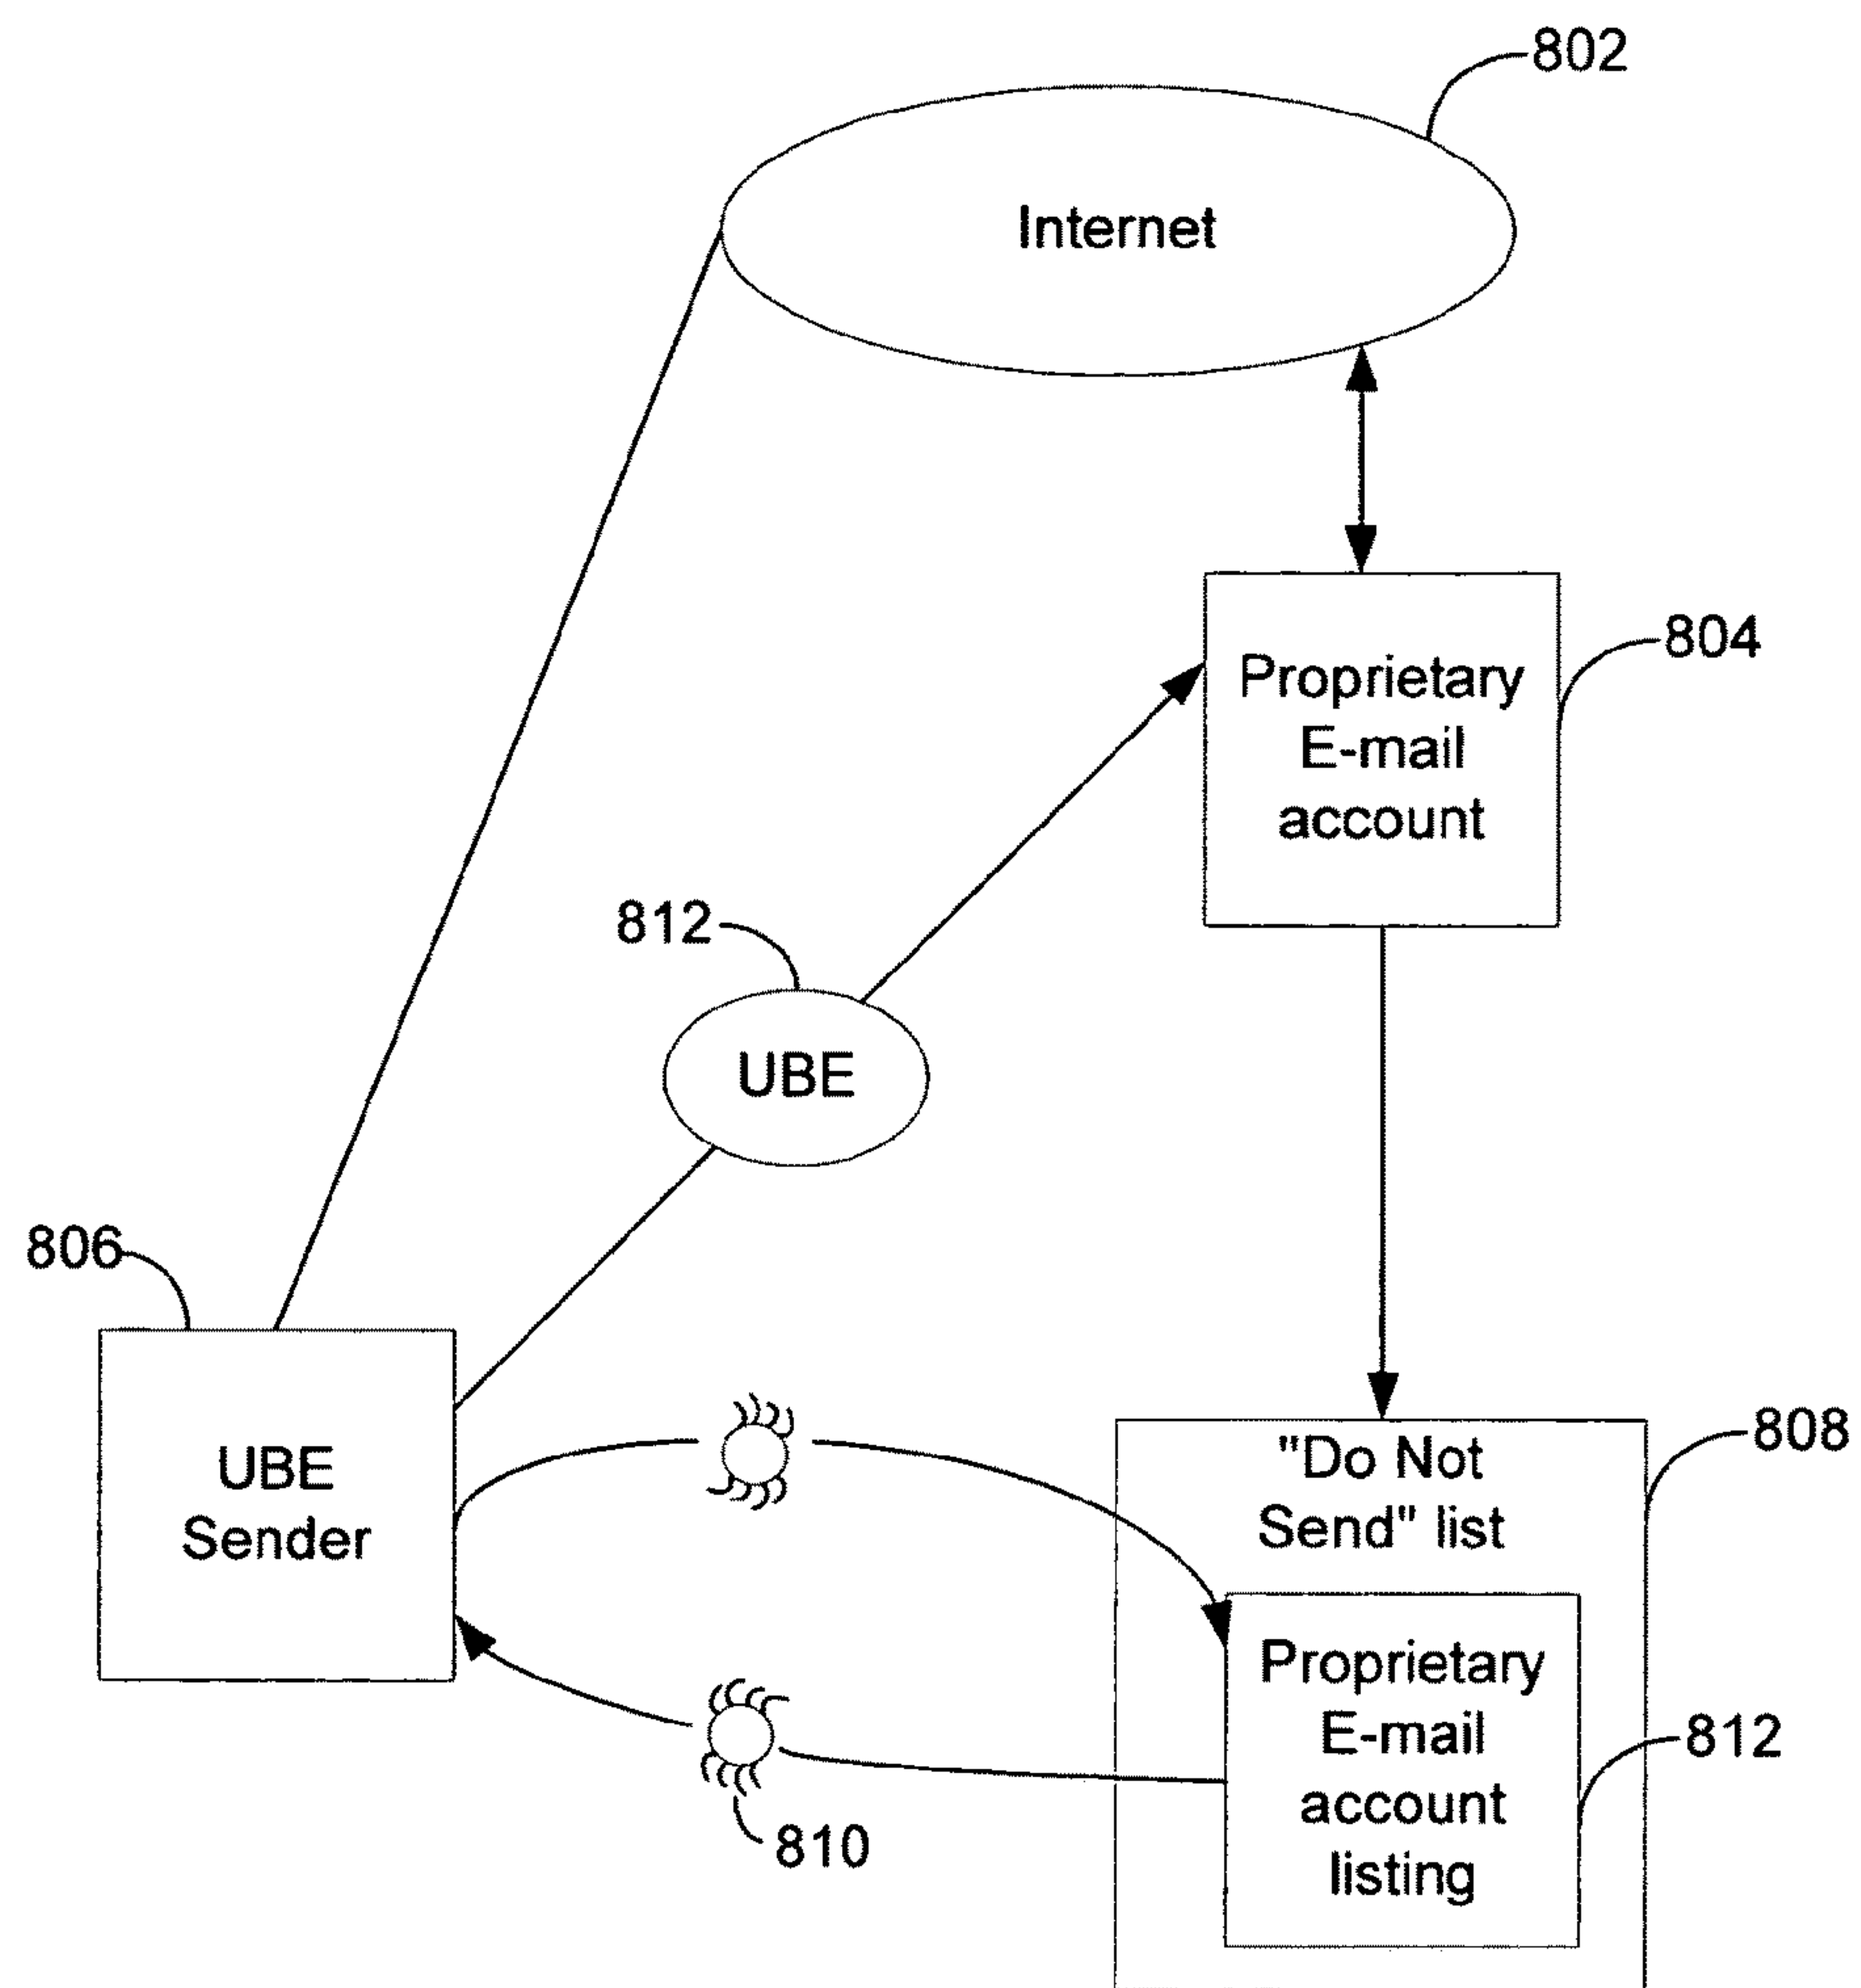 802
Internet
804
Proprietary
E-mail
account
812
UBE
806
UBE
Sender
808
"Do Not
Send" list
Proprietary
E-mail
account
listing
812
810